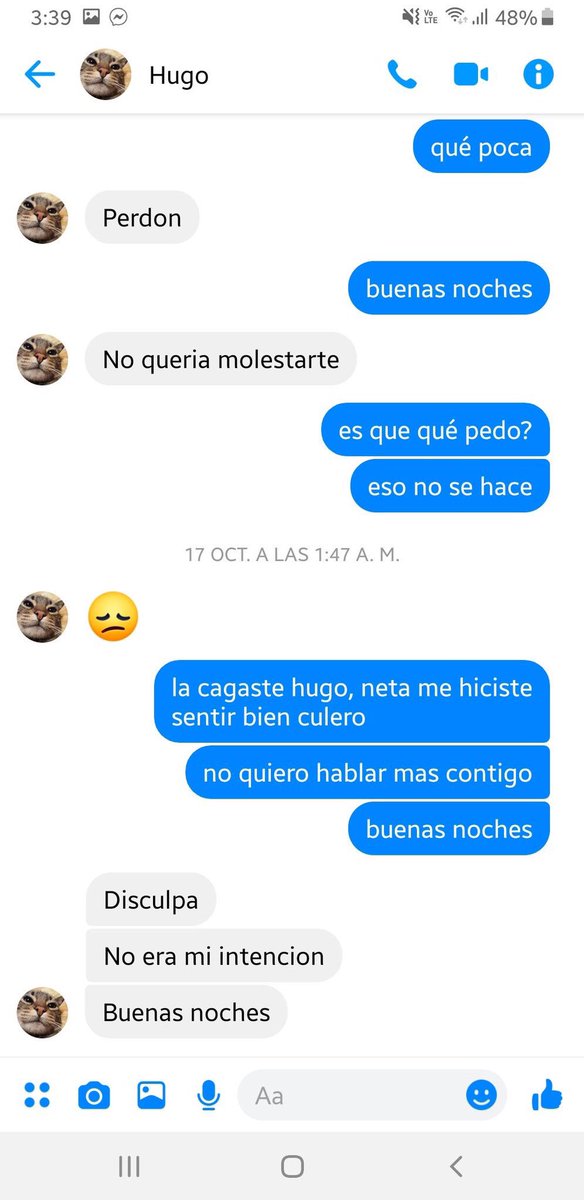 3:39
Vo
LTE
48%
Hugo
qué poca
Perdon
buenas noches
No queria molestarte
es que qué pedo?
eso no se hace
17 OCT. A LAS 1:47 A. M.
la cagaste hugo, neta me hiciste
sentir bien culero
no quiero hablar mas contigo
buenas noches
Disculpa
No era mi intencion
Buenas noches
Aa